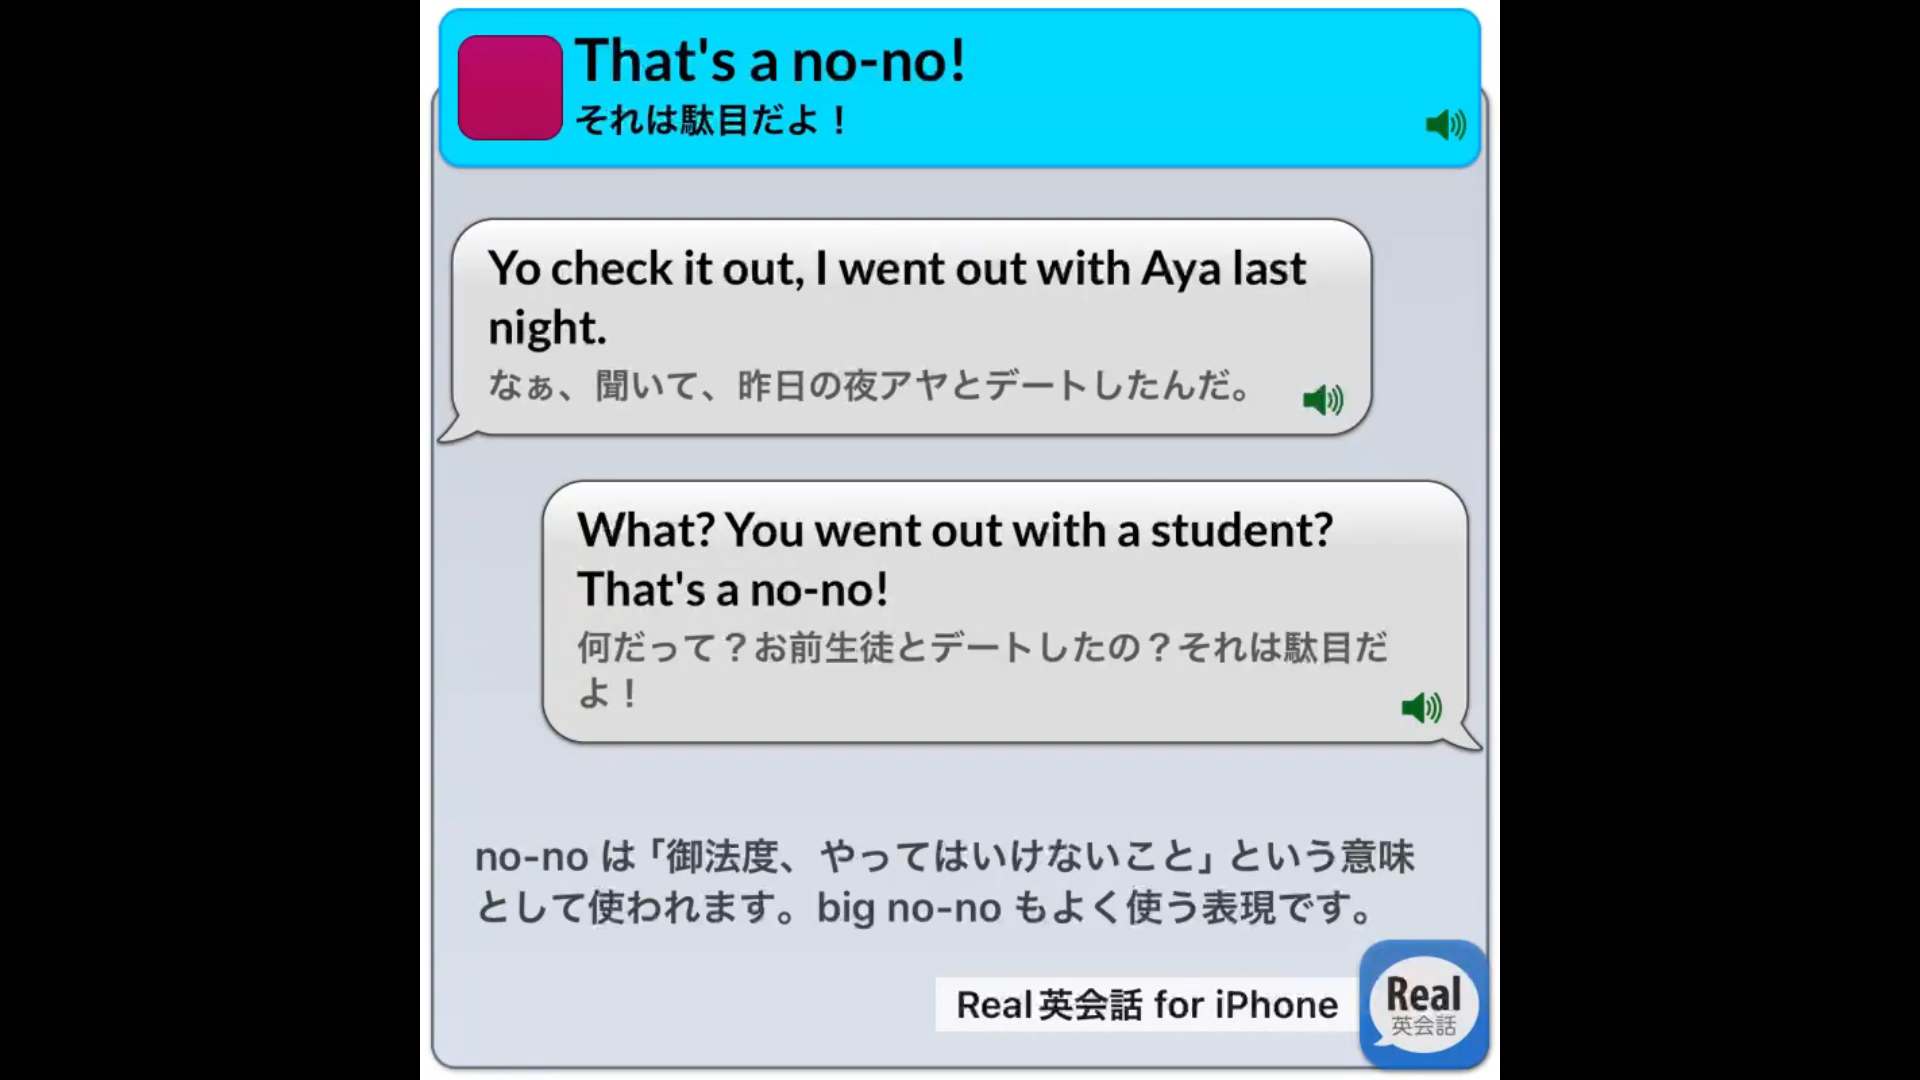 That's a no-no!
それは駄目だよ！
Yo check it out, I went out with Aya last
night.
なぁ、聞いて、昨日の夜アヤとデートしたんだ。
What? You went out with a student?
That's a no-no!
何だって？お前生徒とデートしたの？それは駄目だ
よ！
no-no は「御法度、やってはいけないこと」という意味
として使われます。big no-no もよく使う表現です。
Real英会話 for iPhone
Real
英会話